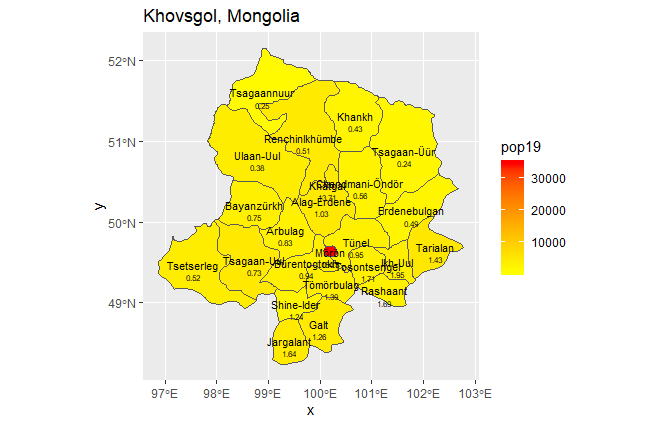 Khovsgol, Mongolia
52°N
51°N
50°N
49°N
y
Tsagaannuur
0.25
Khankh
0.43
Renchinlkhümbe
0.51
Tsagaan-Üür
0.24
Ulaan-Uul
0.36
Chandmani-Öndör
0.56
Khatgal
Alag-Erdene
1.03
Bayanzürkh
0.75
Erdenebulgan
0.49
Arbulag
0.83
Tünel
0.95
Tarialan
1.43
Mörön
Tsetserleg
0.52
Tsagaan-Uul
0.73
Bürentogtokh
0.94
Tosontsengel
1.71
Ikh-Uul
1.95
Tömörbulag
1.39
Rashaant
1.63
Shine-Ider
1.24
Galt
1.26
Jargalant
1.64
97°E
98°E
99°E
100°E
101°E
102°E
103°E
x
pop19
30000
20000
10000